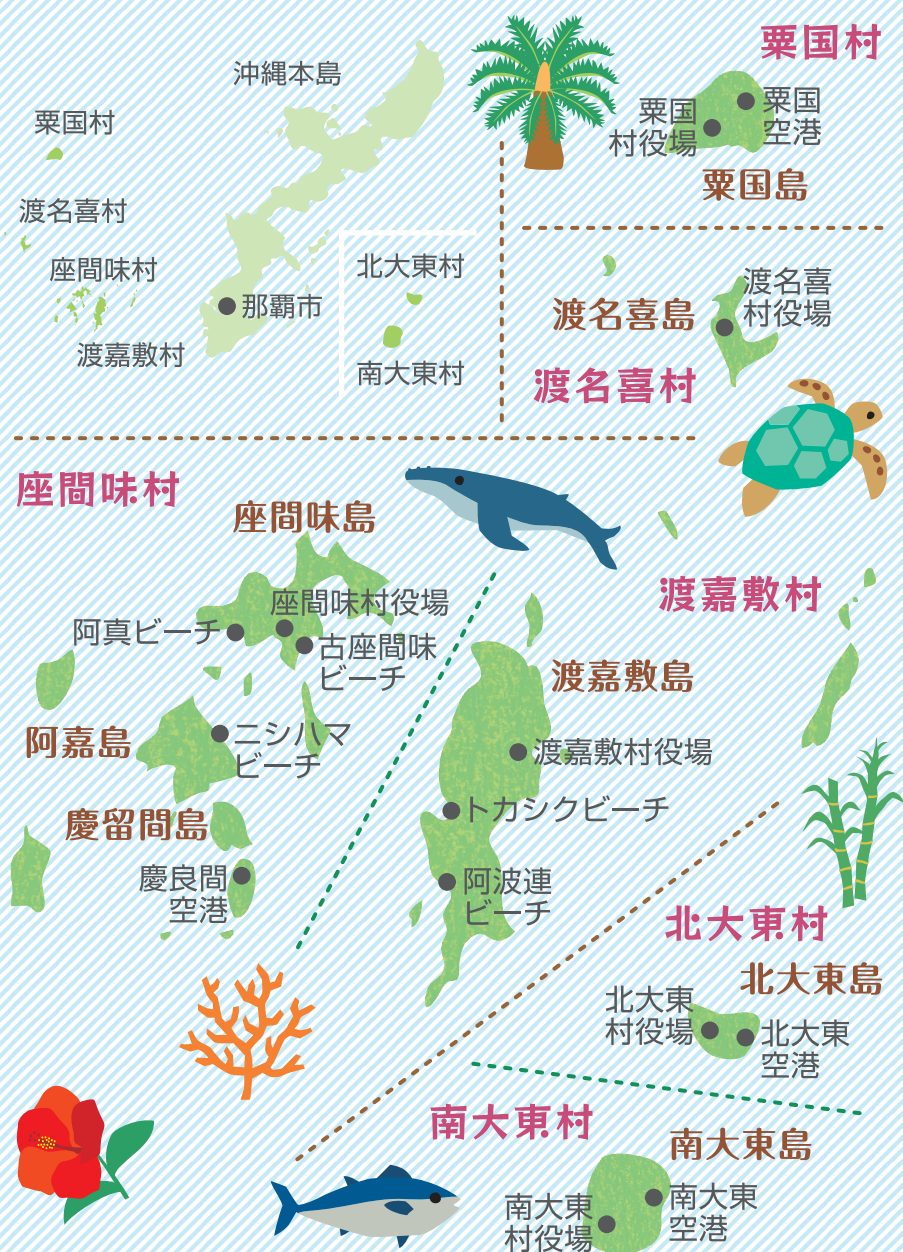 沖縄本島
粟国村
渡名喜村
座間味村
渡嘉敷村
那覇市
北大東村
南大東村
粟国村
粟国
村役場
粟国
空港
粟国島
渡名喜島
渡名喜
村役場
渡名喜村
座間味村
座間味島
座間味村役場
阿真ビーチ
古座間味
ビーチ
阿嘉島
ニシハマ
ビーチ
慶留間島
慶良間
空港
渡嘉敷村
渡嘉敷島
渡嘉敷村役場
トカシクビーチ
阿波連
ビーチ
北大東村
北大東島
北大東
村役場
北大東
空港
南大東村
南大東島
南大東
村役場
南大東
空港